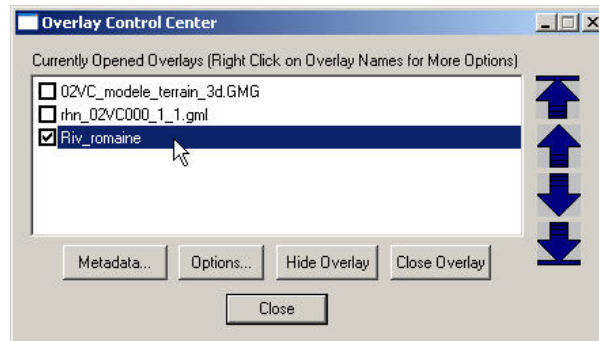 Overlay Control Center
Currently Opened Overlays (Right Click on Overlay Names for More Options)
02VC_modele_terrain_3d.GMG
rhn_02VC000_1_1.gml
Riv_romaine
Metadata... Options... Hide Overlay Close Overlay
Close